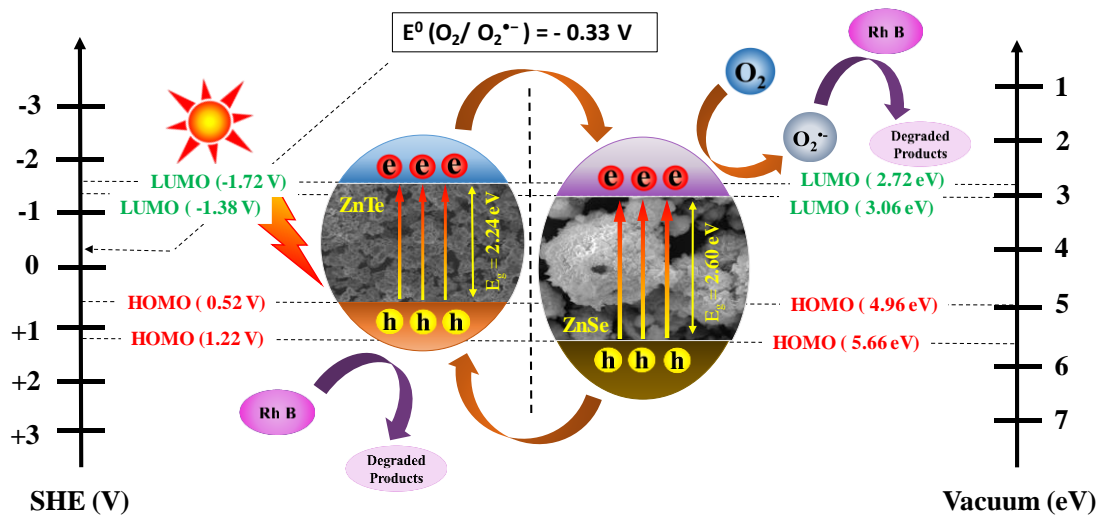 E⁰ (O₂/ O₂•⁻) = - 0.33 V
Rh B
O₂
O₂•⁻
Degraded
Products
-3
-2
-1
0
+1
+2
+3
SHE (V)
LUMO (-1.72 V)
LUMO ( -1.38 V)
HOMO ( 0.52 V)
HOMO (1.22 V)
e e e
ZnTe
E_g = 2.24 eV
h h h
e e e
E_g = 2.60 eV
ZnSe
h h h
Rh B
Degraded
Products
LUMO ( 2.72 eV)
LUMO ( 3.06 eV)
HOMO ( 4.96 eV)
HOMO ( 5.66 eV)
1
2
3
4
5
6
7
Vacuum (eV)